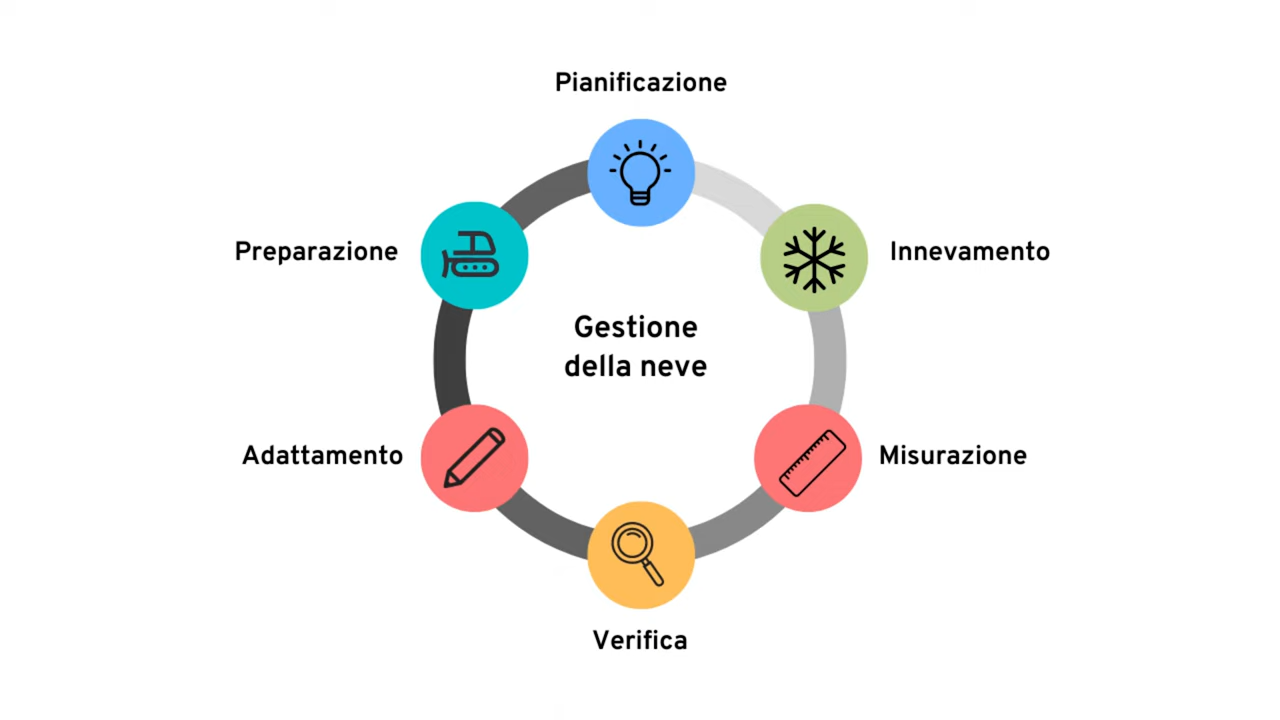 Pianificazione
Preparazione
Innevamento
Gestione
della neve
Adattamento
Misurazione
Verifica